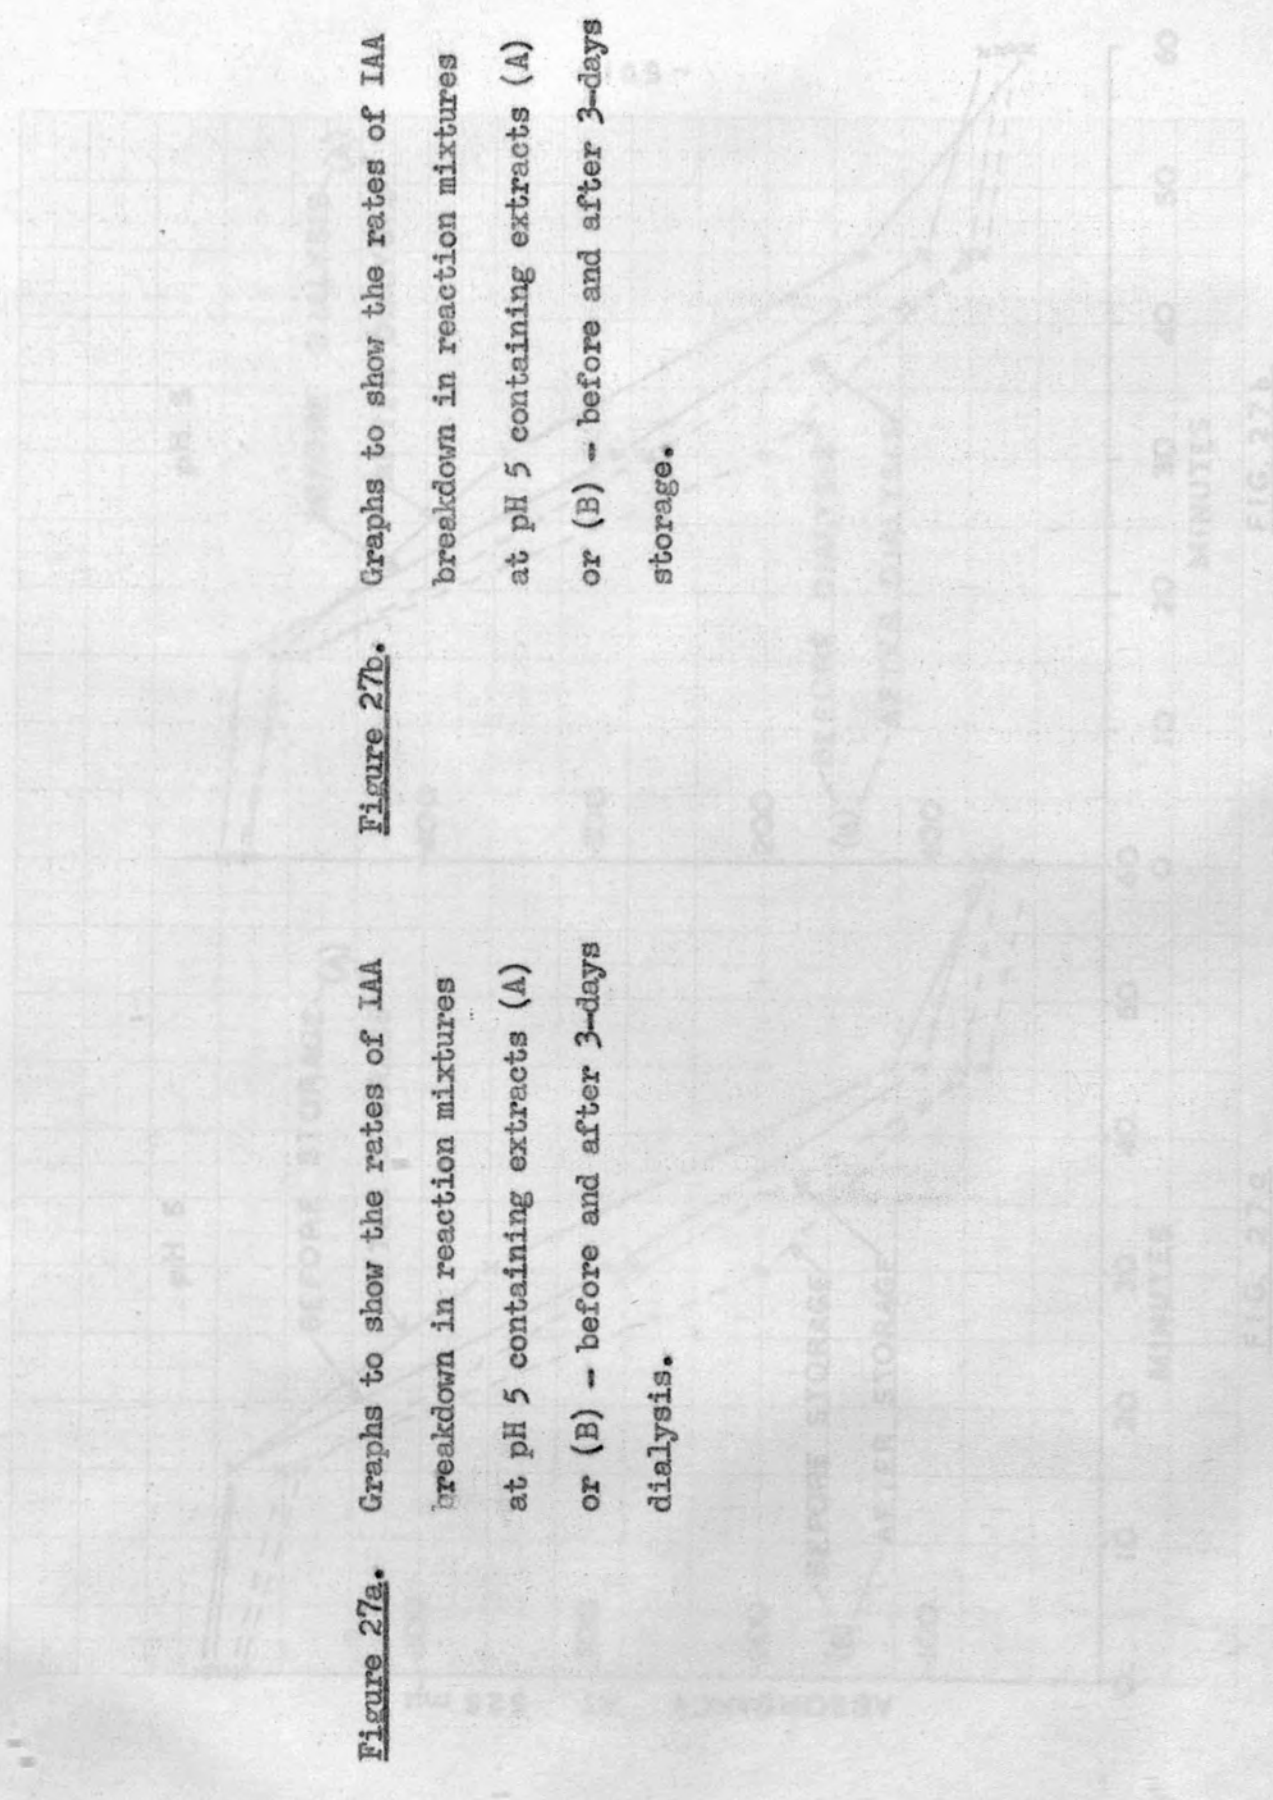 Figure 27a. Graphs to show the rates of IAA
breakdown in reaction mixtures
at pH 5 containing extracts (A)
or (B) - before and after 3-days
dialysis.
Figure 27b. Graphs to show the rates of IAA
breakdown in reaction mixtures
at pH 5 containing extracts (A)
or (B) - before and after 3-days
storage.